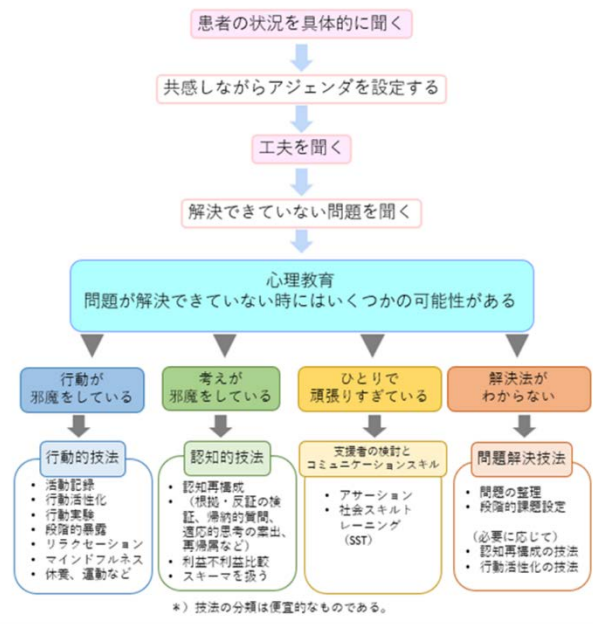 患者の状況を具体的に聞く
共感しながらアジェンダを設定する
工夫を聞く
解決できていない問題を聞く
心理教育
問題が解決できていない時にはいくつかの可能性がある
行動が
邪魔をしている
考えが
邪魔をしている
ひとりで
頑張りすぎている
解決法が
わからない
行動的技法
• 活動記録
• 行動活性化
• 行動実験
• 段階的暴露
• リラクセーション
• マインドフルネス
• 休養、運動など
認知的技法
• 認知再構成
• （根拠・反証の検
証、帰納的質問、
適応的思考の案出、
再帰属など）
• 利益不利益比較
• スキーマを扱う
支援者の検討と
コミュニケーションスキル
• アサーション
• 社会スキルト
レーニング
（SST）
問題解決技法
• 問題の整理
• 段階的課題設定
（必要に応じて）
• 認知再構成の技法
• 行動活性化の技法
＊）技法の分類は便宜的なものである。